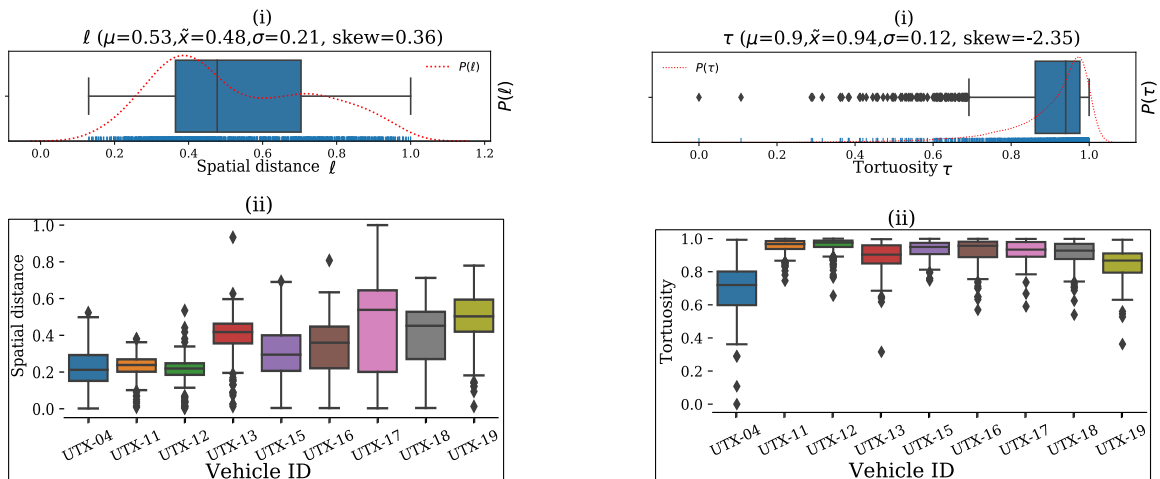 (i)
ℓ (μ=0.53,x̃=0.48,σ=0.21, skew=0.36)
P(ℓ)
P(ℓ)
0.0 0.2 0.4 0.6 0.8 1.0 1.2
Spatial distance ℓ
(ii)
Spatial distance
1.0
0.8
0.6
0.4
0.2
0.0
UTX-04 UTX-11 UTX-12 UTX-13 UTX-15 UTX-16 UTX-17 UTX-18 UTX-19
Vehicle ID
(i)
τ (μ=0.9,x̃=0.94,σ=0.12, skew=-2.35)
P(τ)
P(τ)
0.0 0.2 0.4 0.6 0.8 1.0
Tortuosity τ
(ii)
Tortuosity
1.0
0.8
0.6
0.4
0.2
0.0
UTX-04 UTX-11 UTX-12 UTX-13 UTX-15 UTX-16 UTX-17 UTX-18 UTX-19
Vehicle ID